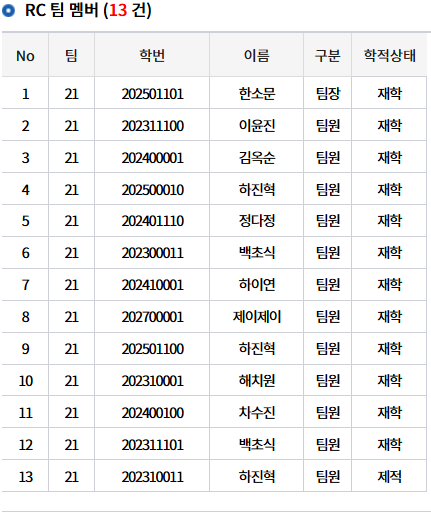 RC 팀 멤버 (13 건)
No 팀 학번 이름 구분 학적상태
1 21 202501101 한소문 팀장 재학
2 21 202311100 이윤진 팀원 재학
3 21 202400001 김옥순 팀원 재학
4 21 202500010 하진혁 팀원 재학
5 21 202401110 정다정 팀원 재학
6 21 202300011 백초식 팀원 재학
7 21 202410001 하이연 팀원 재학
8 21 202700001 제이제이 팀원 재학
9 21 202501100 하진혁 팀원 재학
10 21 202310001 해치원 팀원 재학
11 21 202400100 차수진 팀원 재학
12 21 202311101 백초식 팀원 재학
13 21 202310011 하진혁 팀원 제적